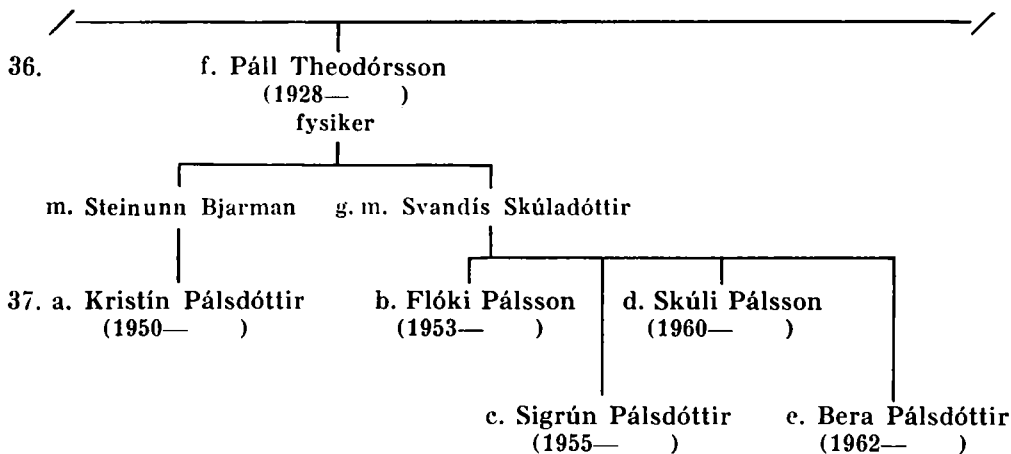 36. f. Páll Theodórsson
(1928— )
fysiker
m. Steinunn Bjarman g. m. Svandís Skúladóttir
37. a. Kristín Pálsdóttir b. Flóki Pálsson d. Skúli Pálsson
(1950— ) (1953— ) (1960— )
c. Sigrún Pálsdóttir e. Bera Pálsdóttir
(1955— ) (1962— )